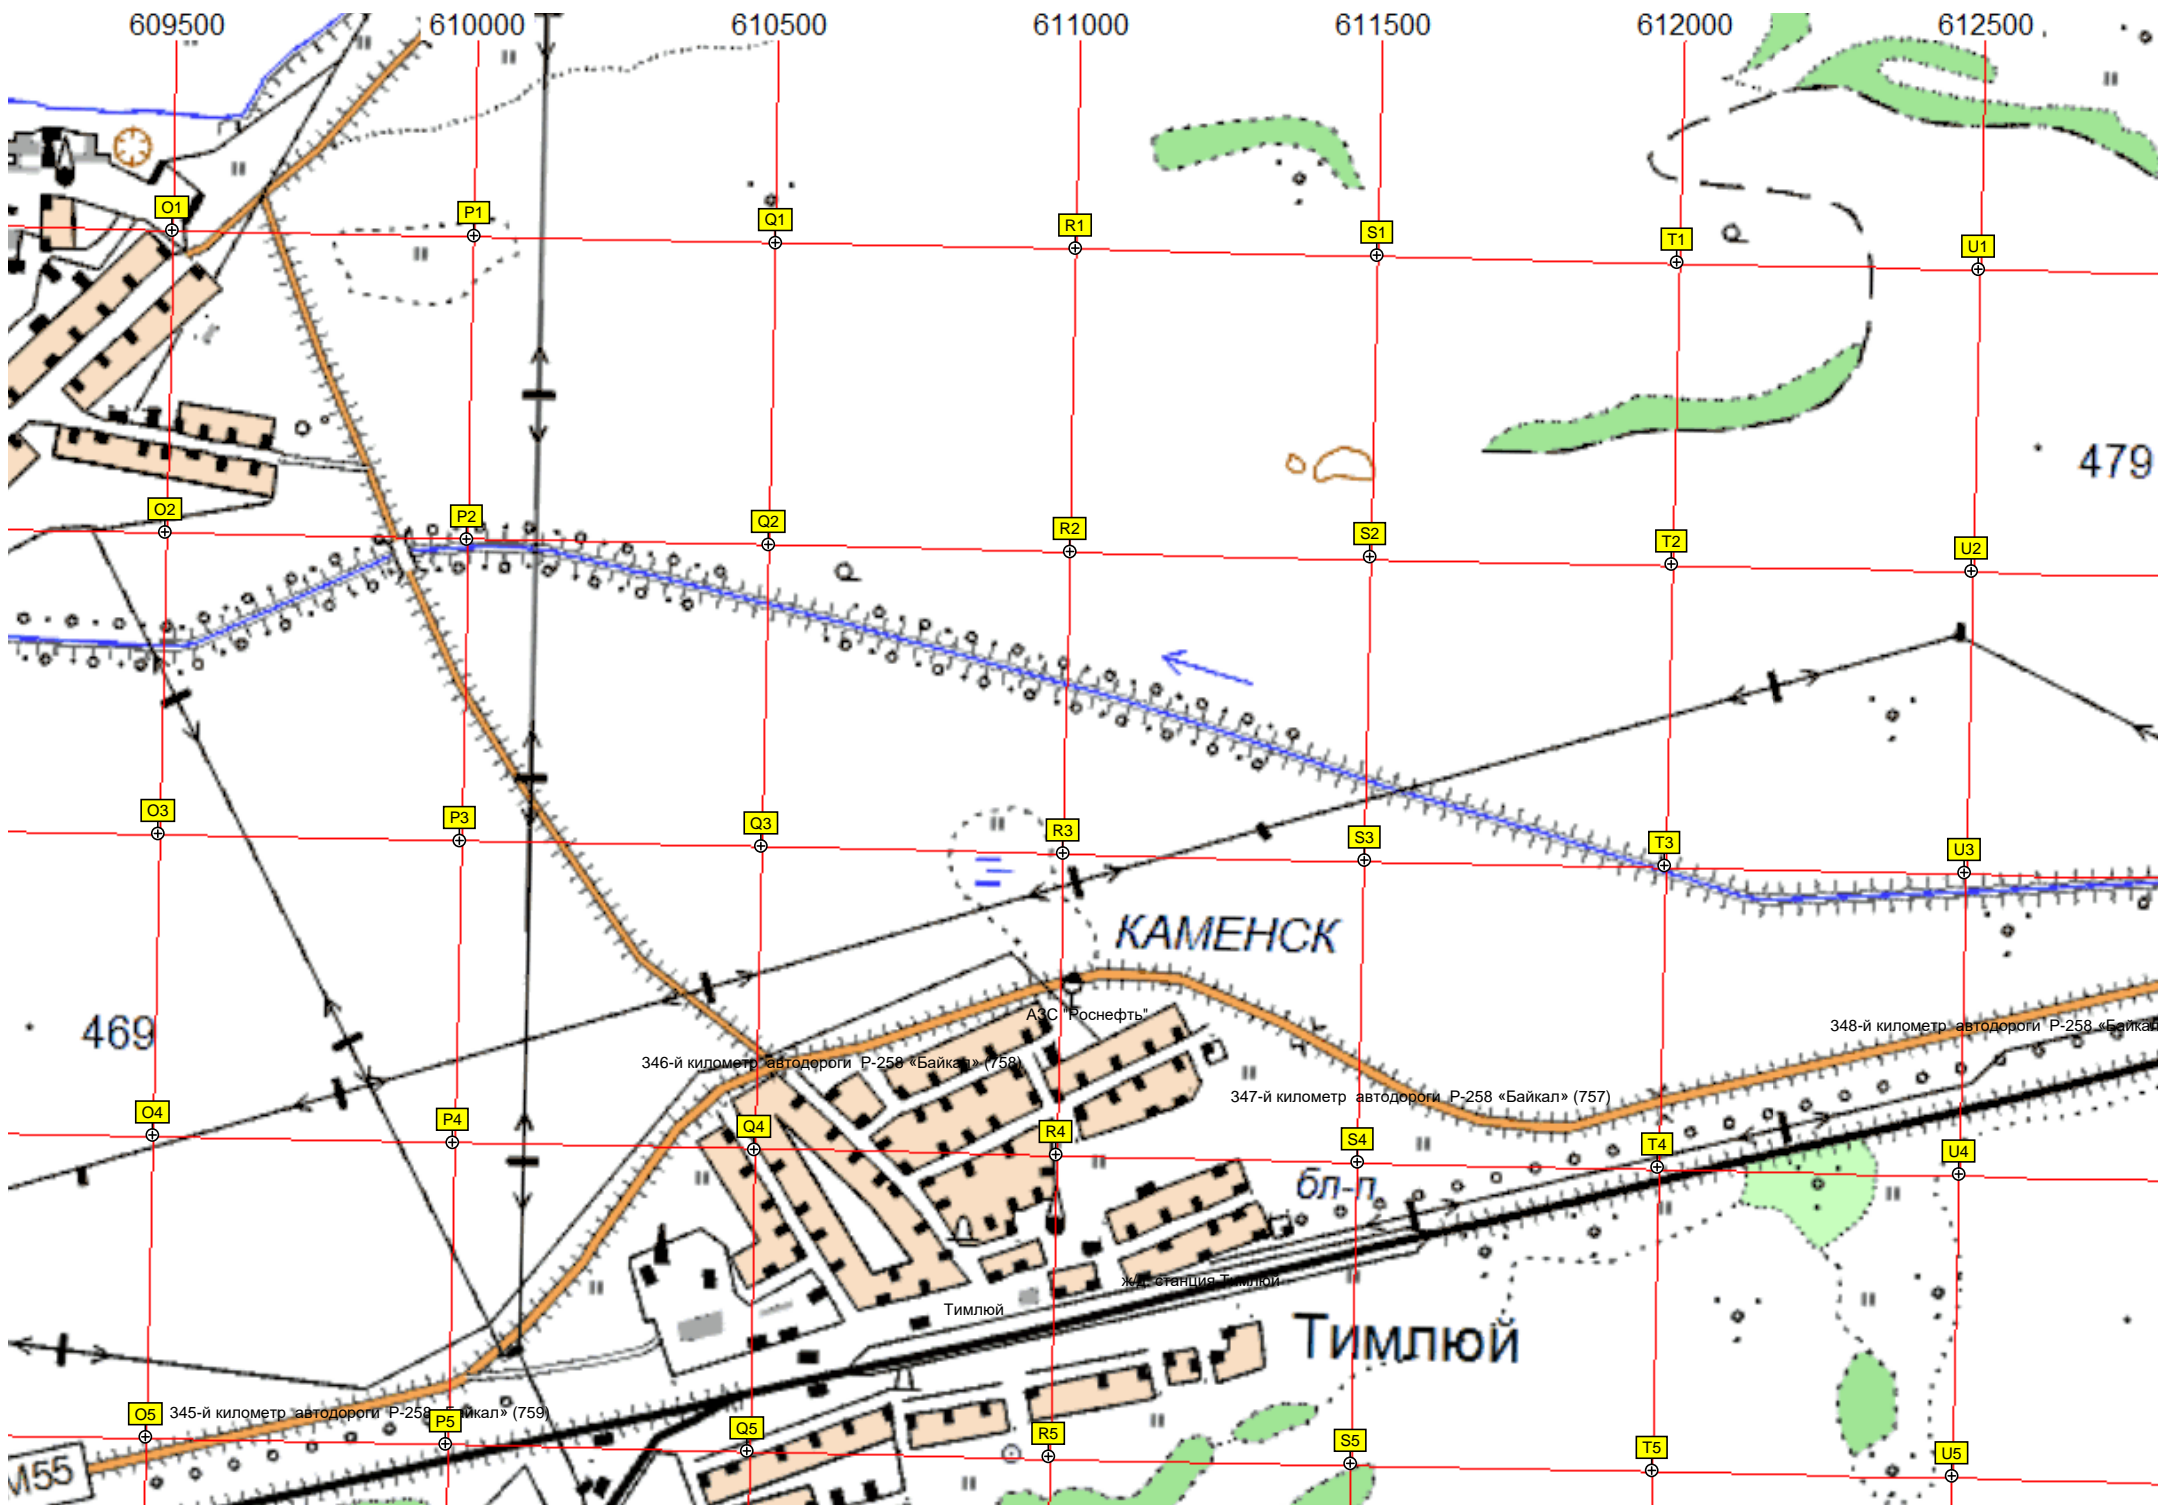 609500 610000 610500 611000 611500 612000 612500
O1 P1 Q1 R1 S1 T1 U1
479
O2 P2 Q2 R2 S2 T2 U2
O3 P3 Q3 R3 S3 T3 U3
КАМЕНСК
АЗС "Роснефть"
469
348-й километр автодороги Р-258 «Байкал
346-й километр автодороги Р-258 «Байкал» (758)
347-й километр автодороги Р-258 «Байкал» (757)
O4 P4 Q4 R4 S4 T4 U4
бл-п
ж/д станция Тимлюй
Тимлюй
Тимлюй
345-й километр автодороги Р-258 «Байкал» (759)
O5 P5 Q5 R5 S5 T5 U5
М55